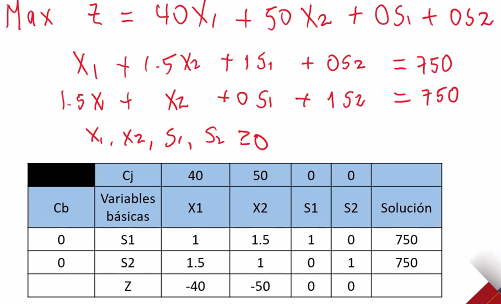 Max Z = 40X1 + 50X2 + 0S1 + 0S2
X1 + 1.5X2 + 1S1 + 0S2 = 750
1.5X1 + X2 + 0S1 + 1S2 = 750
X1, X2, S1, S2 ≥0
Cj 40 50 0 0
Cb Variables básicas X1 X2 S1 S2 Solución
0 S1 1 1.5 1 0 750
0 S2 1.5 1 0 1 750
Z -40 -50 0 0